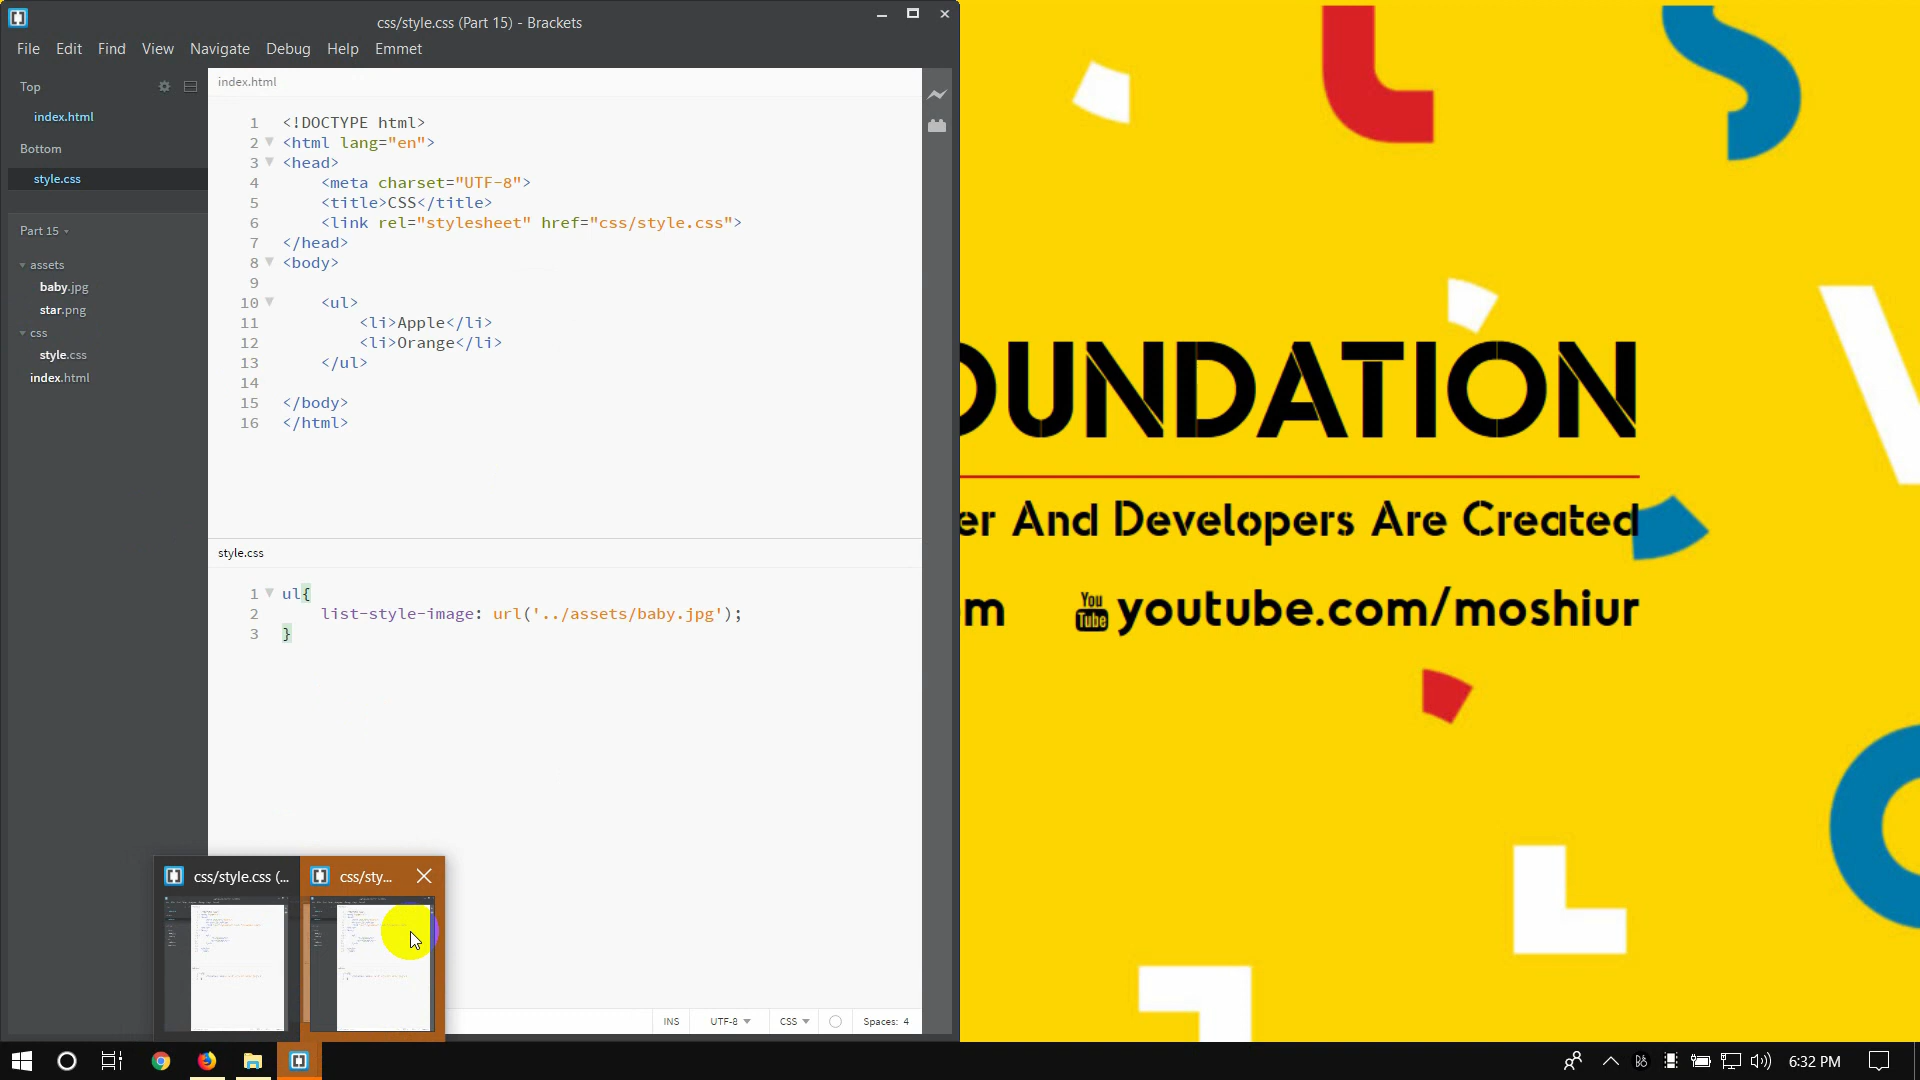 css/style.css (Part 15) - Brackets
File Edit Find View Navigate Debug Help Emmet
Top
index.html
Bottom
style.css
Part 15
assets
baby.jpg
star.png
css
style.css
index.html
index.html
1 <!DOCTYPE html>
2 <html lang="en">
3 <head>
4 <meta charset="UTF-8">
5 <title>CSS</title>
6 <link rel="stylesheet" href="css/style.css">
7 </head>
8 <body>
9
10 <ul>
11 <li>Apple</li>
12 <li>Orange</li>
13 </ul>
14
15 </body>
16 </html>
style.css
1 ul{
2 list-style-image: url('../assets/baby.jpg');
3 }
OUNDATION
er And Developers Are Created
om You Tube youtube.com/moshiur
css/style.css (... css/sty...
INS UTF-8 CSS Spaces: 4
6:32 PM